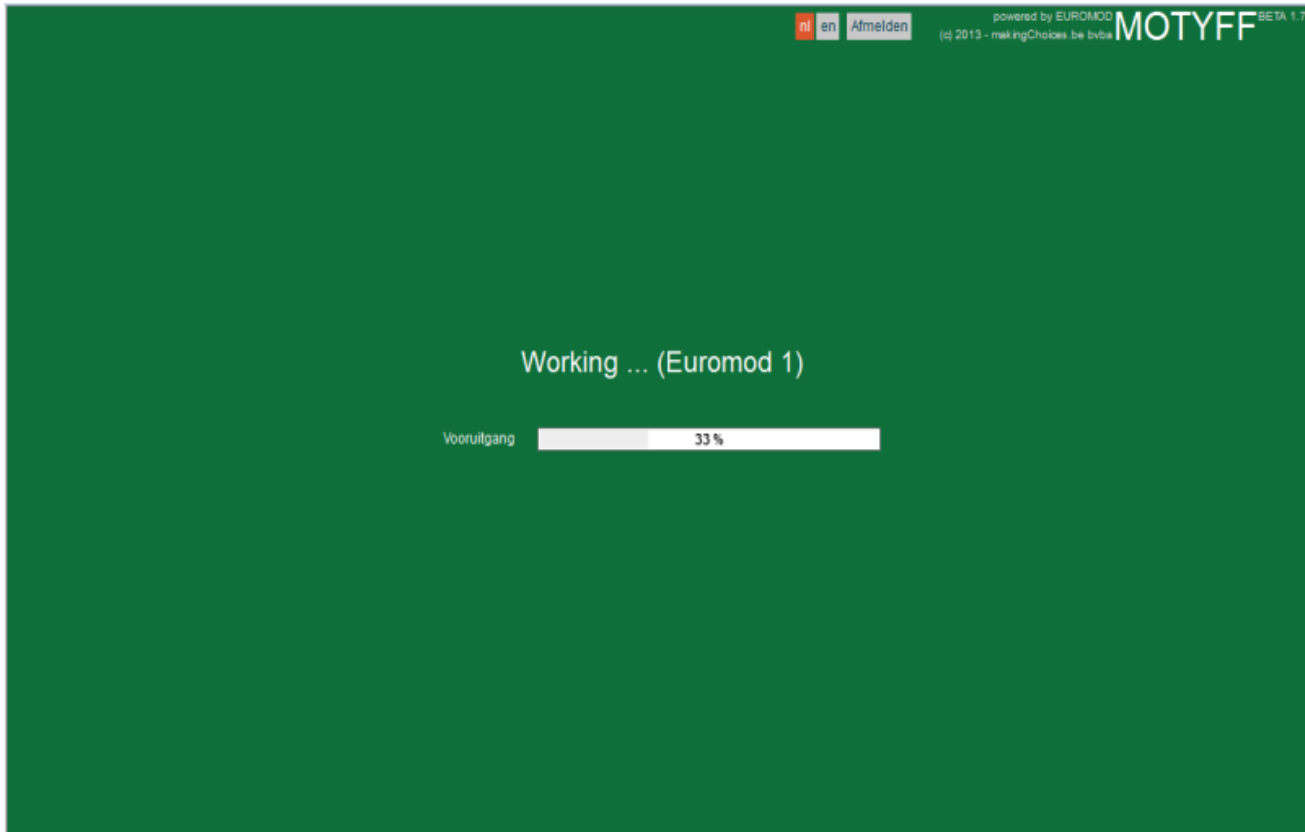 nl en Afmelden
powered by EUROMOD
(c) 2013 - makingChoices.be bvba
MOTYFF BETA 1.7
Working ... (Euromod 1)
Vooruitgang 33 %